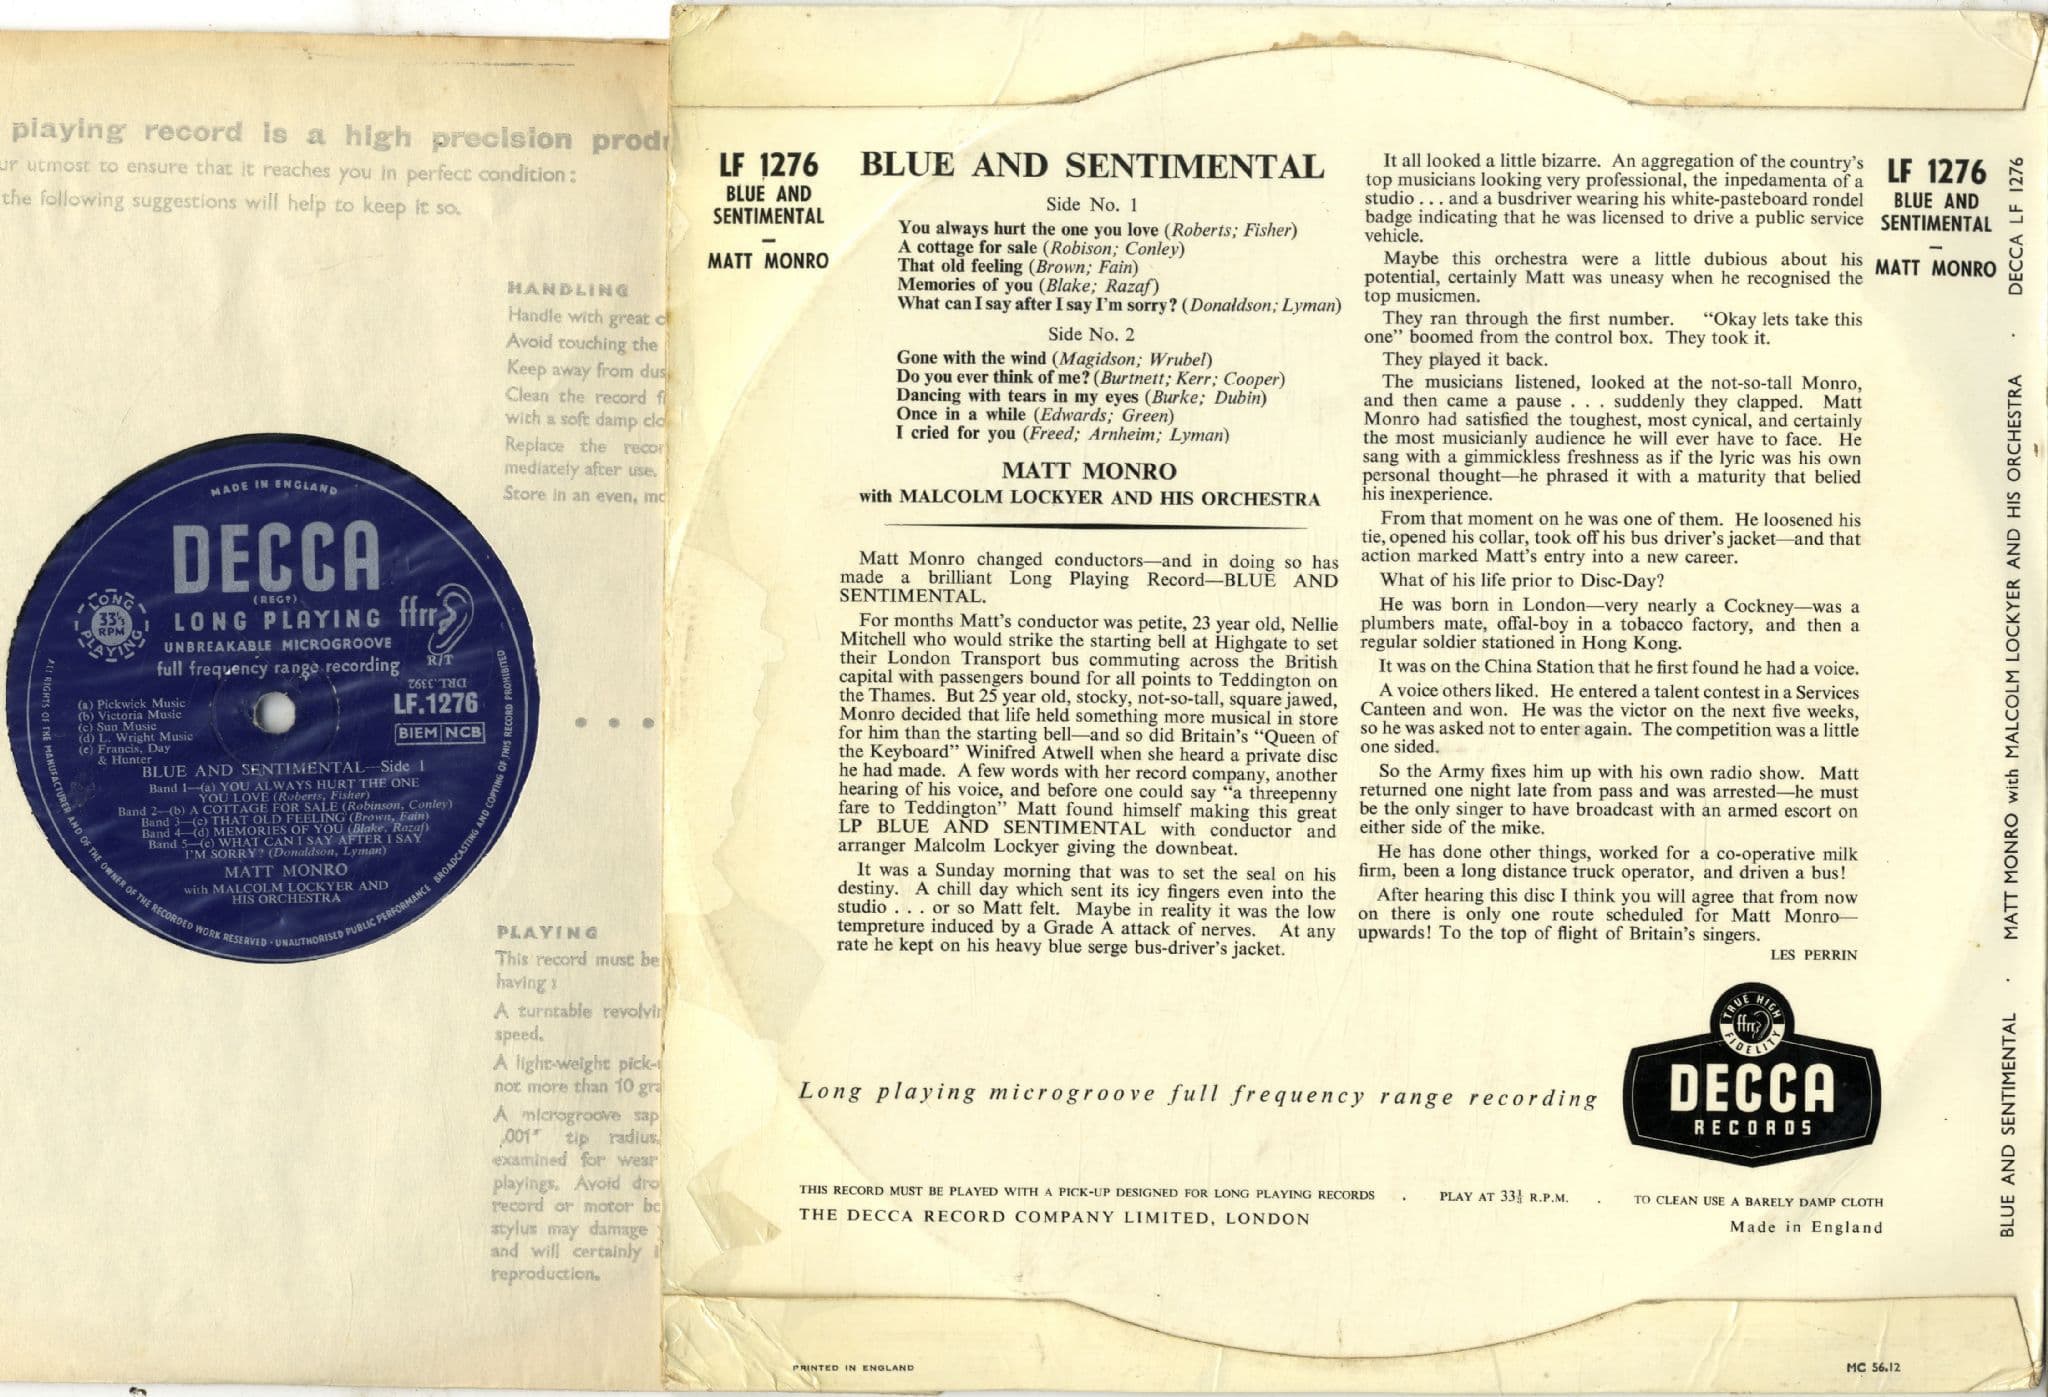 playing record is a high precision produ
ur utmost to ensure that it reaches you in perfect condition:
the following suggestions will help to keep it so.
HANDLING
Handle with great c
Avoid touching the
Keep away from dus
Clean the record f
with a soft damp clo
Replace the recor
mediately after use.
Store in an even, mo
PLAYING
This record must be
having:
A turntable revolvin
speed.
A light-weight pick-
not more than 10 gra
A microgroove sap
.001" tip radius.
examined for wear
playings. Avoid dro
record or motor bo
stylus may damage
and will certainly
reproduction.
MADE IN ENGLAND
DECCA
(REGD)
LONG PLAYING
33⅓
RPM
LONG PLAYING
ffrr
UNBREAKABLE MICROGROOVE
R/T
full frequency range recording
DRL.3392
LF.1276
BIEM NCB
(a) Pickwick Music
(b) Victoria Music
(c) Sun Music
(d) L. Wright Music
(e) Francis, Day
& Hunter
BLUE AND SENTIMENTAL—Side 1
Band 1—(a) YOU ALWAYS HURT THE ONE
YOU LOVE (Roberts, Fisher)
Band 2—(b) A COTTAGE FOR SALE (Robinson, Conley)
Band 3—(c) THAT OLD FEELING (Brown, Fain)
Band 4—(d) MEMORIES OF YOU (Blake, Razaf)
Band 5—(e) WHAT CAN I SAY AFTER I SAY
I'M SORRY? (Donaldson, Lyman)
MATT MONRO
with MALCOLM LOCKYER AND
HIS ORCHESTRA
ALL RIGHTS OF THE MANUFACTURER AND OF THE OWNER OF THE RECORDED WORK RESERVED · UNAUTHORISED PUBLIC PERFORMANCE BROADCASTING AND COPYING OF THIS RECORD PROHIBITED
LF 1276
BLUE AND
SENTIMENTAL
—
MATT MONRO
BLUE AND SENTIMENTAL
Side No. 1
You always hurt the one you love (Roberts; Fisher)
A cottage for sale (Robison; Conley)
That old feeling (Brown; Fain)
Memories of you (Blake; Razaf)
What can I say after I say I'm sorry? (Donaldson; Lyman)
Side No. 2
Gone with the wind (Magidson; Wrubel)
Do you ever think of me? (Burtnett; Kerr; Cooper)
Dancing with tears in my eyes (Burke; Dubin)
Once in a while (Edwards; Green)
I cried for you (Freed; Arnheim; Lyman)
MATT MONRO
with MALCOLM LOCKYER AND HIS ORCHESTRA
Matt Monro changed conductors—and in doing so has
made a brilliant Long Playing Record—BLUE AND
SENTIMENTAL.
For months Matt's conductor was petite, 23 year old, Nellie
Mitchell who would strike the starting bell at Highgate to set
their London Transport bus commuting across the British
capital with passengers bound for all points to Teddington on
the Thames. But 25 year old, stocky, not-so-tall, square jawed,
Monro decided that life held something more musical in store
for him than the starting bell—and so did Britain's "Queen of
the Keyboard" Winifred Atwell when she heard a private disc
he had made. A few words with her record company, another
hearing of his voice, and before one could say "a threepenny
fare to Teddington" Matt found himself making this great
LP BLUE AND SENTIMENTAL with conductor and
arranger Malcolm Lockyer giving the downbeat.
It was a Sunday morning that was to set the seal on his
destiny. A chill day which sent its icy fingers even into the
studio . . . or so Matt felt. Maybe in reality it was the low
tempreture induced by a Grade A attack of nerves. At any
rate he kept on his heavy blue serge bus-driver's jacket.
It all looked a little bizarre. An aggregation of the country's
top musicians looking very professional, the inpedamenta of a
studio . . . and a busdriver wearing his white-pasteboard rondel
badge indicating that he was licensed to drive a public service
vehicle.
Maybe this orchestra were a little dubious about his
potential, certainly Matt was uneasy when he recognised the
top musicmen.
They ran through the first number. "Okay lets take this
one" boomed from the control box. They took it.
They played it back.
The musicians listened, looked at the not-so-tall Monro,
and then came a pause . . . suddenly they clapped. Matt
Monro had satisfied the toughest, most cynical, and certainly
the most musicianly audience he will ever have to face. He
sang with a gimmickless freshness as if the lyric was his own
personal thought—he phrased it with a maturity that belied
his inexperience.
From that moment on he was one of them. He loosened his
tie, opened his collar, took off his bus driver's jacket—and that
action marked Matt's entry into a new career.
What of his life prior to Disc-Day?
He was born in London—very nearly a Cockney—was a
plumbers mate, offal-boy in a tobacco factory, and then a
regular soldier stationed in Hong Kong.
It was on the China Station that he first found he had a voice.
A voice others liked. He entered a talent contest in a Services
Canteen and won. He was the victor on the next five weeks,
so he was asked not to enter again. The competition was a little
one sided.
So the Army fixes him up with his own radio show. Matt
returned one night late from pass and was arrested—he must
be the only singer to have broadcast with an armed escort on
either side of the mike.
He has done other things, worked for a co-operative milk
firm, been a long distance truck operator, and driven a bus!
After hearing this disc I think you will agree that from now
on there is only one route scheduled for Matt Monro—
upwards! To the top of flight of Britain's singers.
LES PERRIN
LF 1276
BLUE AND
SENTIMENTAL
—
MATT MONRO
BLUE AND SENTIMENTAL · MATT MONRO with MALCOLM LOCKYER AND HIS ORCHESTRA · DECCA LF 1276
Long playing microgroove full frequency range recording
TRUE HIGH FIDELITY
ffrr
DECCA
RECORDS
THIS RECORD MUST BE PLAYED WITH A PICK-UP DESIGNED FOR LONG PLAYING RECORDS . PLAY AT 33⅓ R.P.M. . TO CLEAN USE A BARELY DAMP CLOTH
THE DECCA RECORD COMPANY LIMITED, LONDON
Made in England
PRINTED IN ENGLAND
MC 56.12